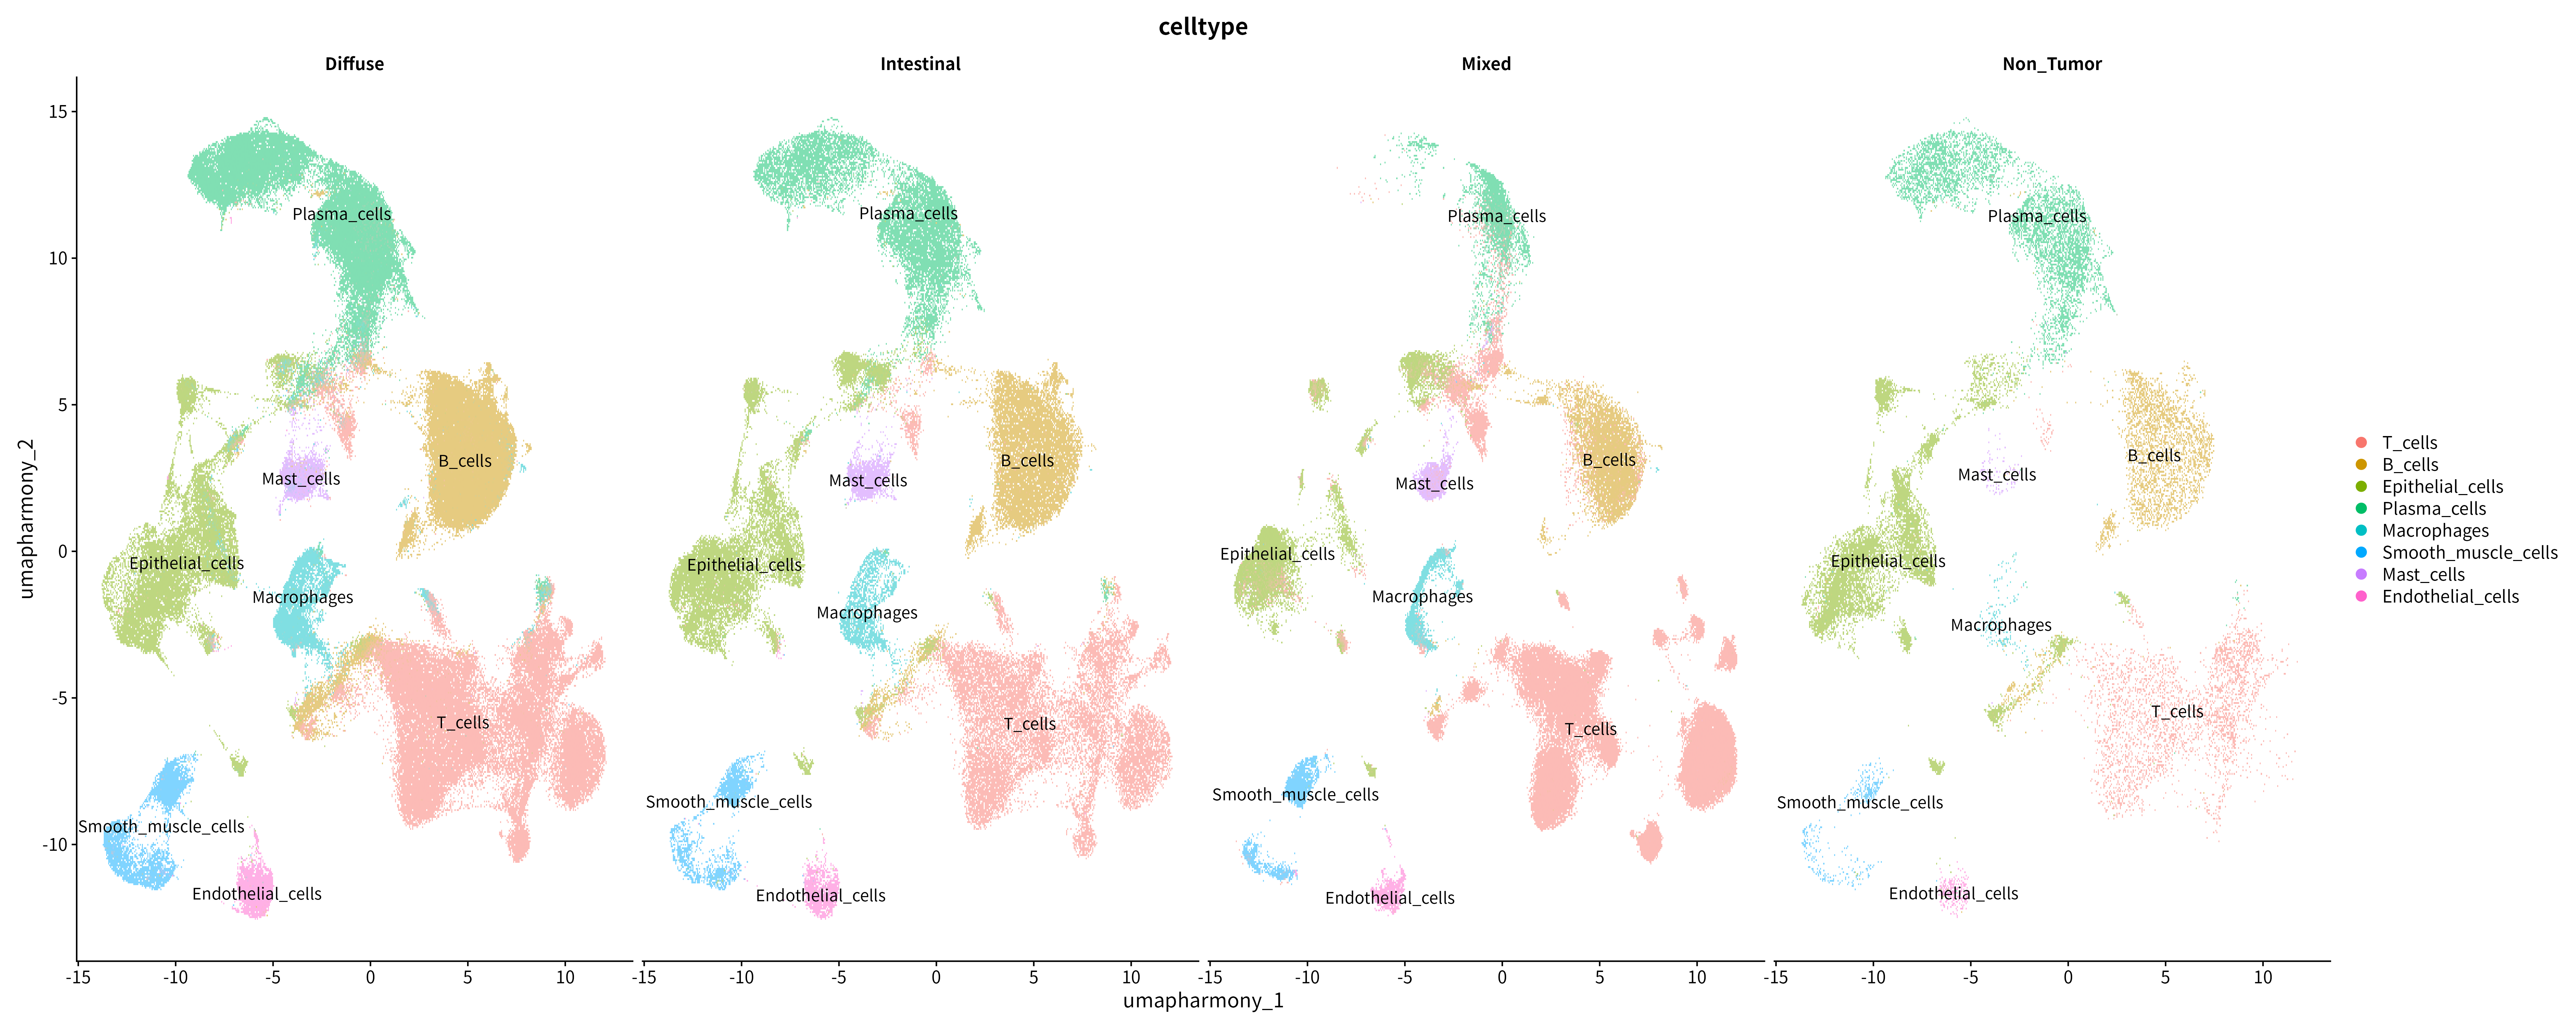 celltype
Diffuse
Intestinal
Mixed
Non_Tumor
15
10
5
0
-5
-10
umapharmony_2
Plasma_cells
B_cells
Mast_cells
Epithelial_cells
Macrophages
T_cells
Smooth_muscle_cells
Endothelial_cells
Plasma_cells
B_cells
Mast_cells
Epithelial_cells
Macrophages
T_cells
Smooth_muscle_cells
Endothelial_cells
Plasma_cells
B_cells
Mast_cells
Epithelial_cells
Macrophages
T_cells
Smooth_muscle_cells
Endothelial_cells
Plasma_cells
B_cells
Mast_cells
Epithelial_cells
Macrophages
T_cells
Smooth_muscle_cells
Endothelial_cells
-15 -10 -5 0 5 10
-15 -10 -5 0 5 10
-15 -10 -5 0 5 10
-15 -10 -5 0 5 10
umapharmony_1
T_cells
B_cells
Epithelial_cells
Plasma_cells
Macrophages
Smooth_muscle_cells
Mast_cells
Endothelial_cells